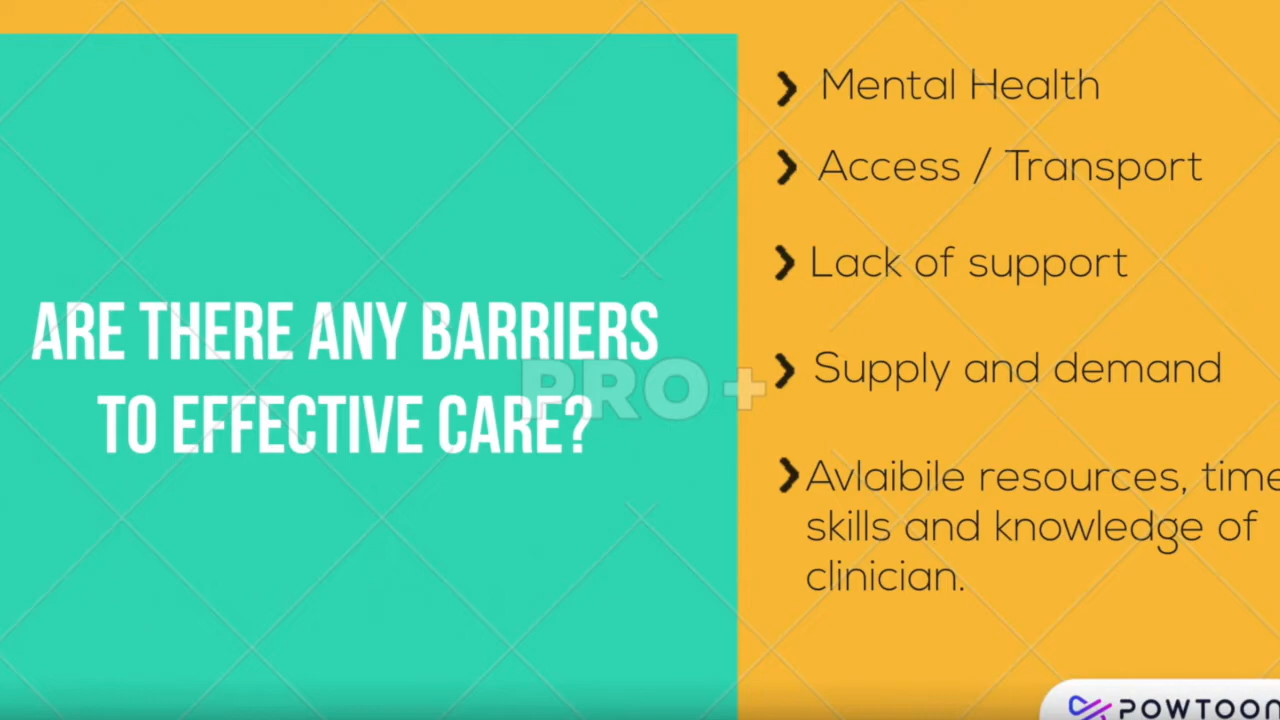 ARE THERE ANY BARRIERS
TO EFFECTIVE CARE?
PRO+
Mental Health
Access / Transport
Lack of support
Supply and demand
Avlaibile resources, time
skills and knowledge of
clinician.
POWTOON